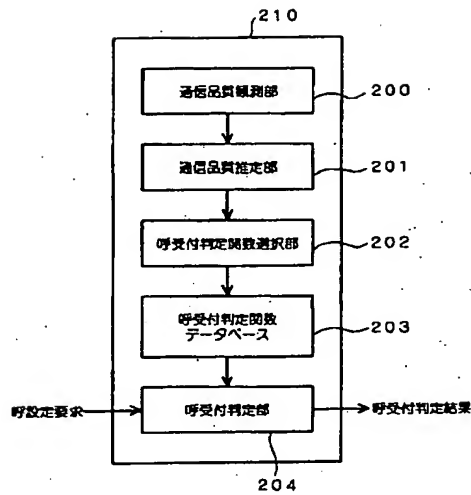 210
通信品質観測部
200
通信品質推定部
201
呼受付判定関数選択部
202
呼受付判定関数
データベース
203
呼設定要求
呼受付判定部
呼受付判定結果
204